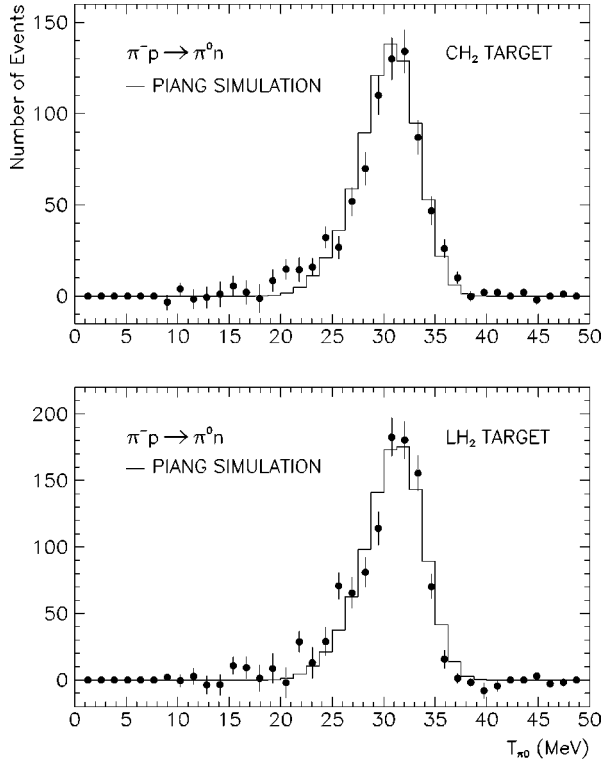 Number of Events
150
100
50
0
π⁻p → π⁰n
CH₂ TARGET
— PIANG SIMULATION
0 5 10 15 20 25 30 35 40 45 50
200
150
100
50
0
π⁻p → π⁰n
LH₂ TARGET
— PIANG SIMULATION
0 5 10 15 20 25 30 35 40 45 50
T_π0 (MeV)